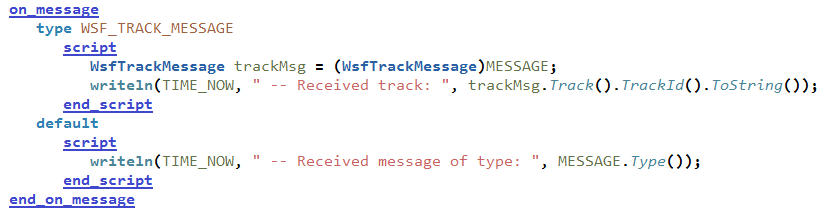 on_message
type WSF_TRACK_MESSAGE
script
WsfTrackMessage trackMsg = (WsfTrackMessage)MESSAGE;
writeln(TIME_NOW, " -- Received track: ", trackMsg.Track().TrackId().ToString());
end_script
default
script
writeln(TIME_NOW, " -- Received message of type: ", MESSAGE.Type());
end_script
end_on_message